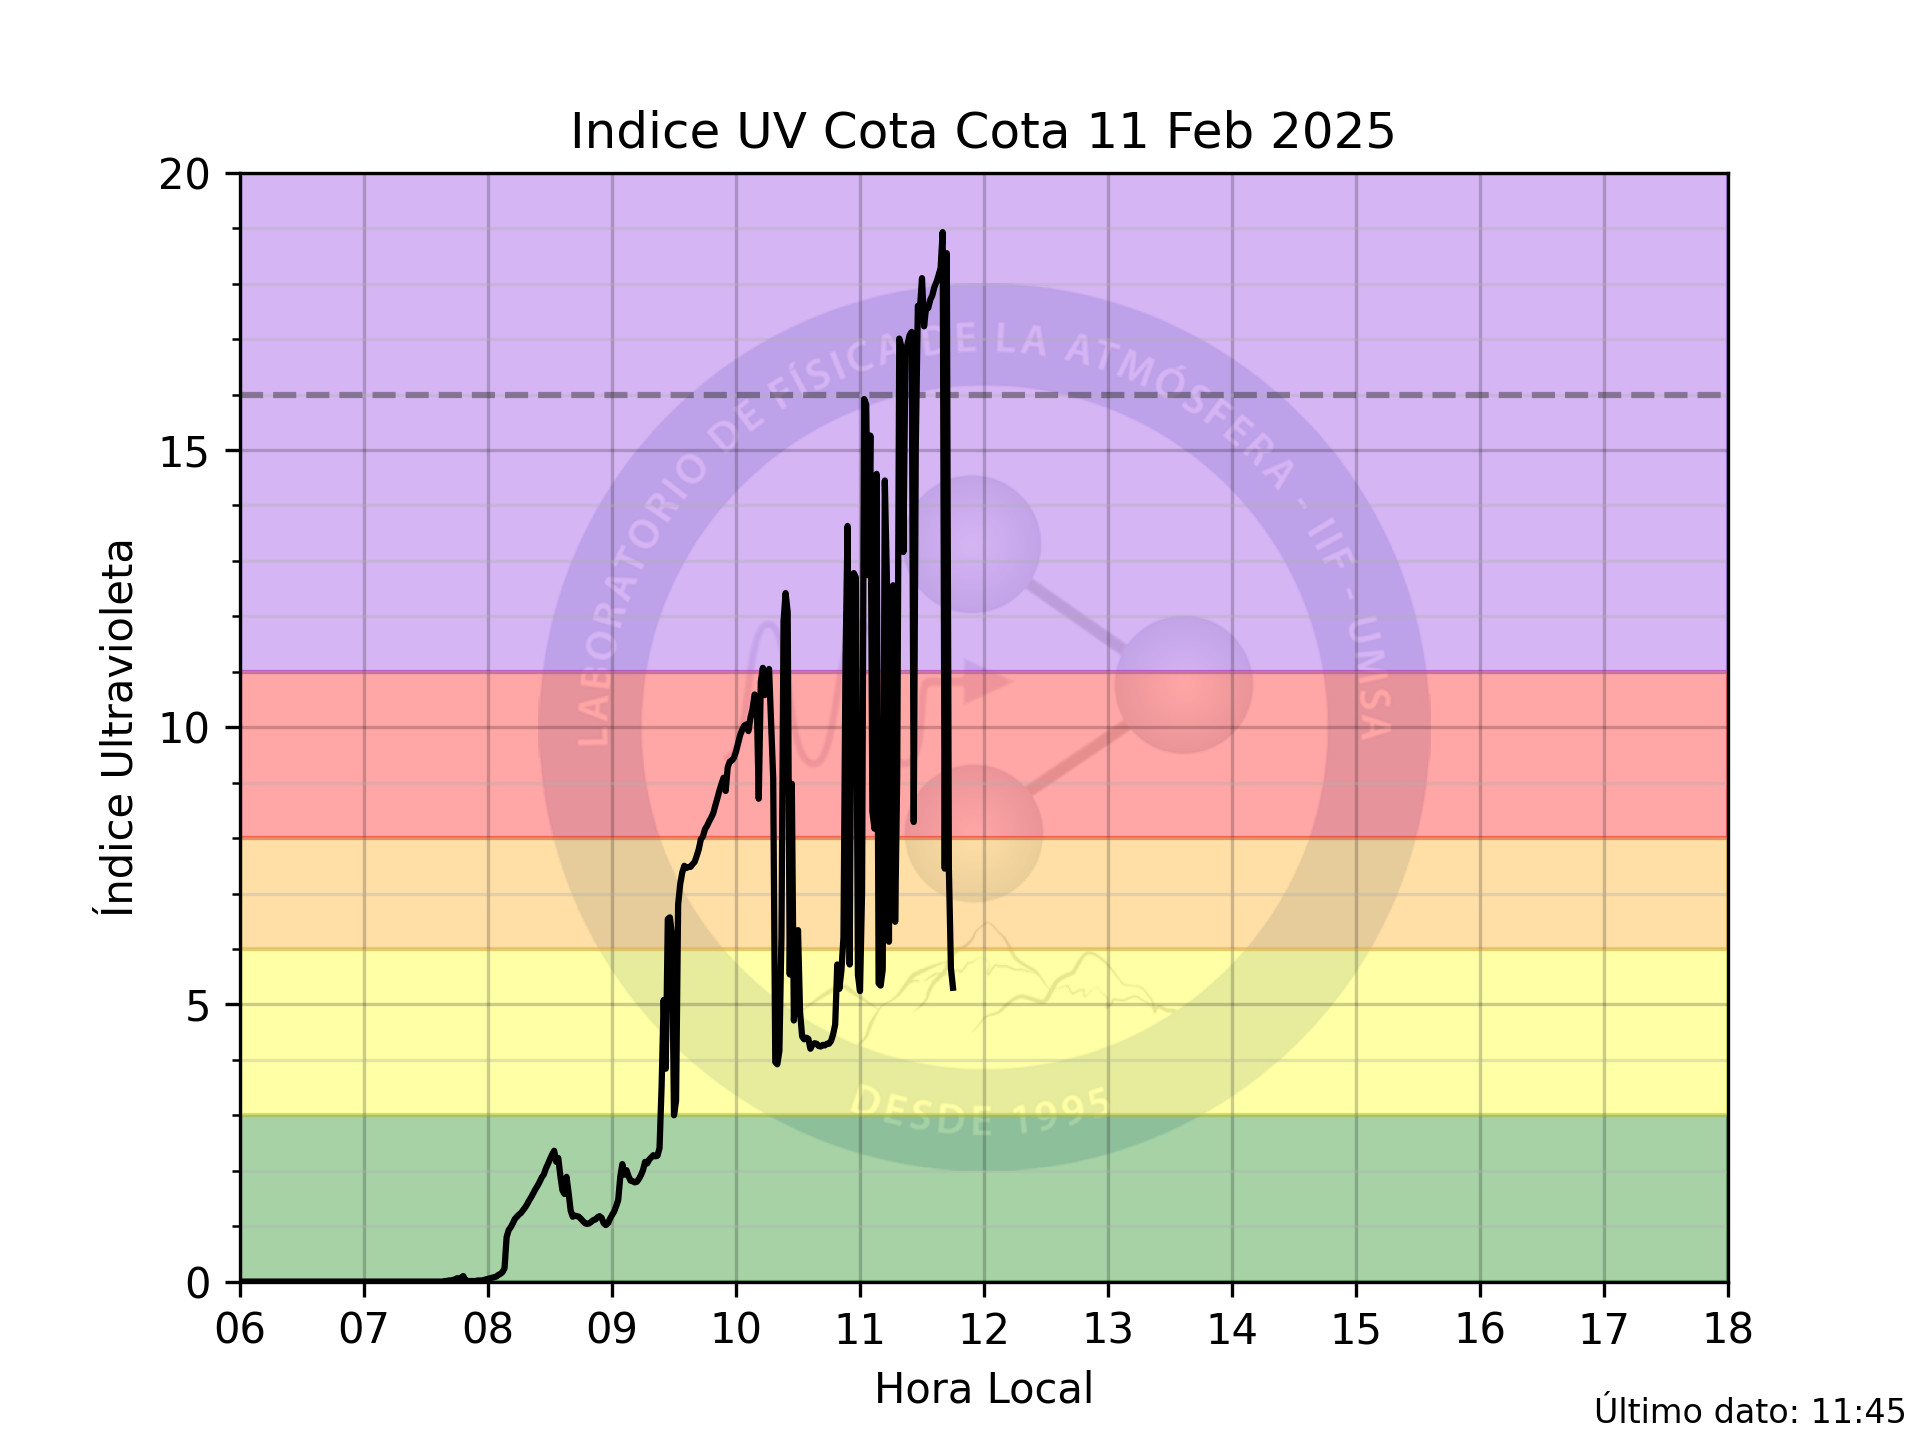 Indice UV Cota Cota 11 Feb 2025
20
15
10
5
0
Índice Ultravioleta
LABORATORIO DE FÍSICA DE LA ATMÓSFERA - IIF - UMSA
DESDE 1995
06 07 08 09 10 11 12 13 14 15 16 17 18
Hora Local
Último dato: 11:45